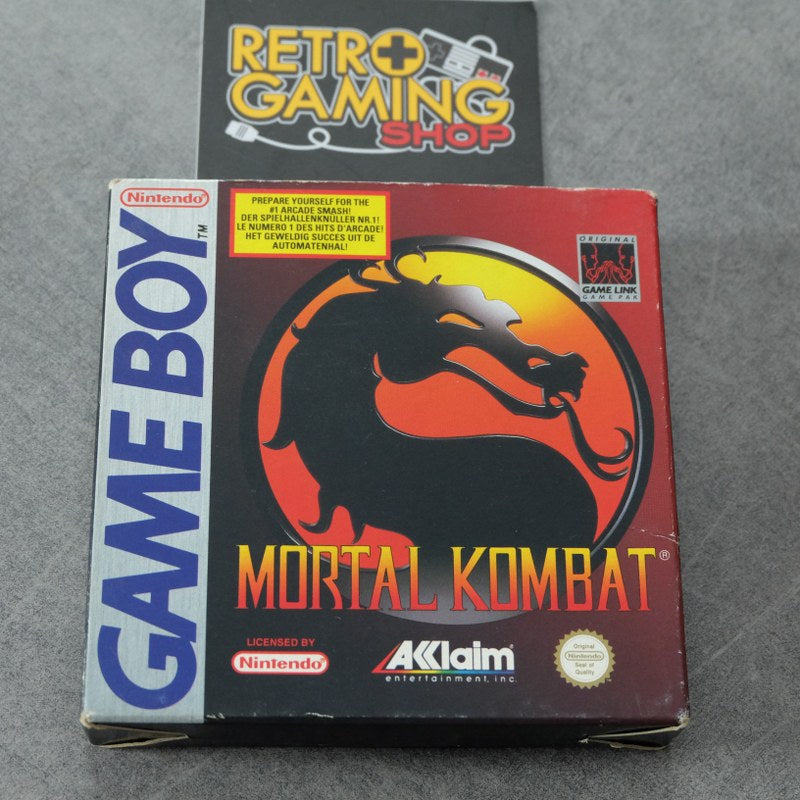 RETRO
GAMING
SHOP
Nintendo
GAME BOY
TM
PREPARE YOURSELF FOR THE
#1 ARCADE SMASH!
DER SPIELHALLENKNÜLLER NR.1!
LE NUMERO 1 DES HITS D'ARCADE!
HET GEWELDIG SUCCES UIT DE
AUTOMATENHAL!
ORIGINAL
GAME LINK
GAME PAK
MORTAL KOMBAT®
LICENSED BY
Nintendo®
AKKlaim
entertainment, inc.
Original
Nintendo
Seal of
Quality